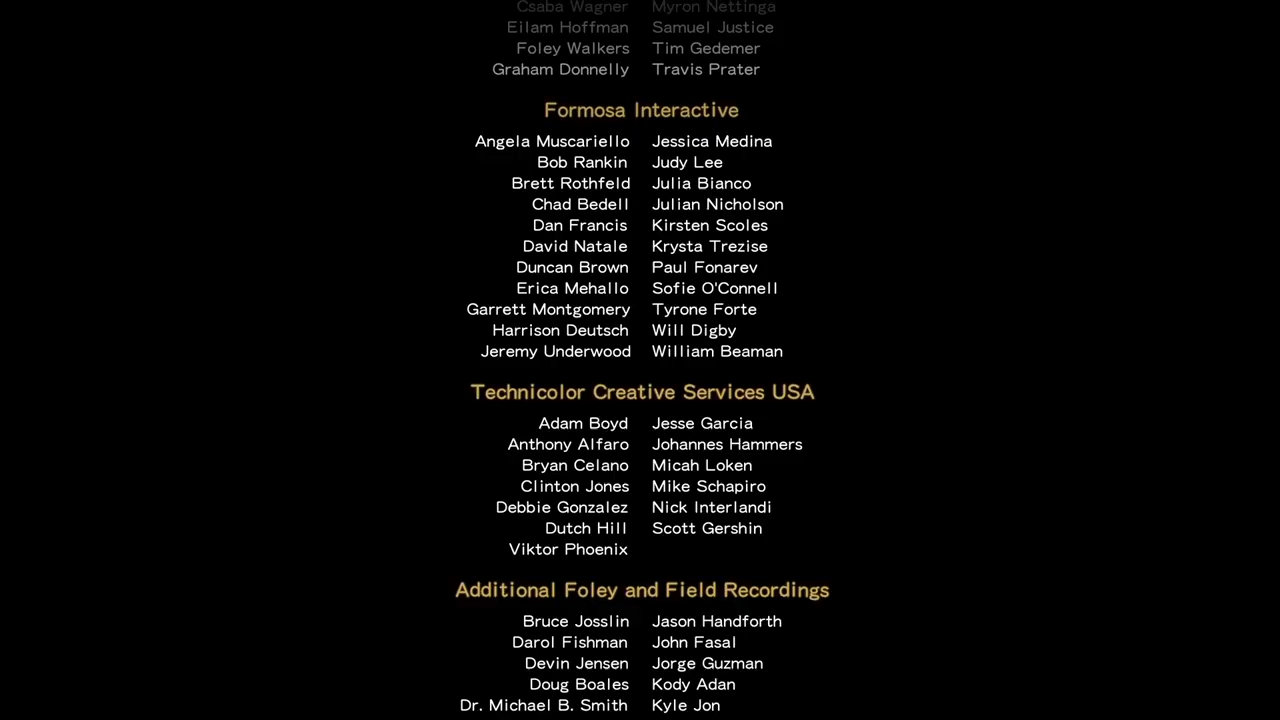 Csaba Wagner Myron Nettinga
Eilam Hoffman Samuel Justice
Foley Walkers Tim Gedemer
Graham Donnelly Travis Prater
Formosa Interactive
Angela Muscariello Jessica Medina
Bob Rankin Judy Lee
Brett Rothfeld Julia Bianco
Chad Bedell Julian Nicholson
Dan Francis Kirsten Scoles
David Natale Krysta Trezise
Duncan Brown Paul Fonarev
Erica Mehallo Sofie O'Connell
Garrett Montgomery Tyrone Forte
Harrison Deutsch Will Digby
Jeremy Underwood William Beaman
Technicolor Creative Services USA
Adam Boyd Jesse Garcia
Anthony Alfaro Johannes Hammers
Bryan Celano Micah Loken
Clinton Jones Mike Schapiro
Debbie Gonzalez Nick Interlandi
Dutch Hill Scott Gershin
Viktor Phoenix
Additional Foley and Field Recordings
Bruce Josslin Jason Handforth
Darol Fishman John Fasal
Devin Jensen Jorge Guzman
Doug Boales Kody Adan
Dr. Michael B. Smith Kyle Jon